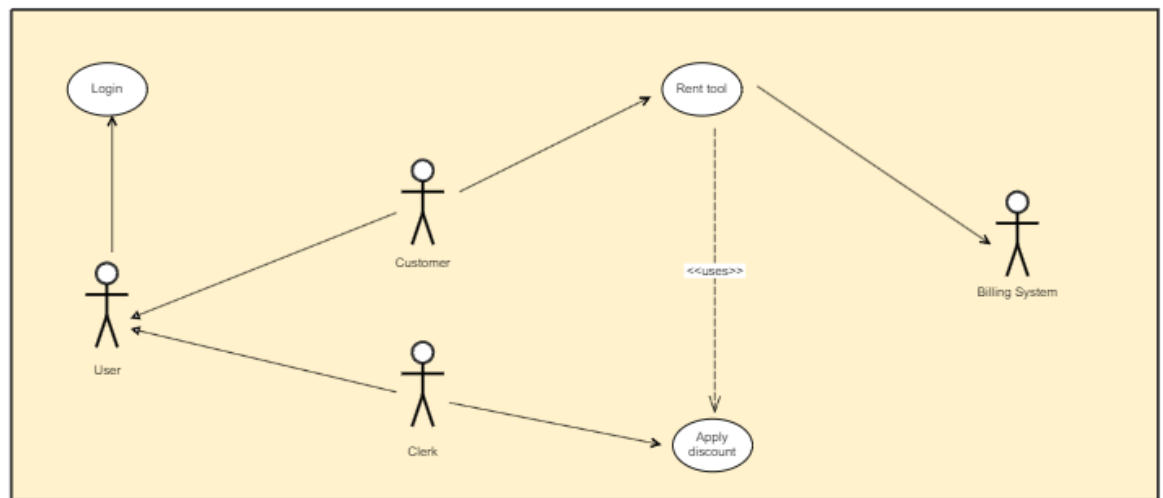 Login
Rent tool
Customer
<<uses>>
Billing System
User
Clerk
Apply
discount